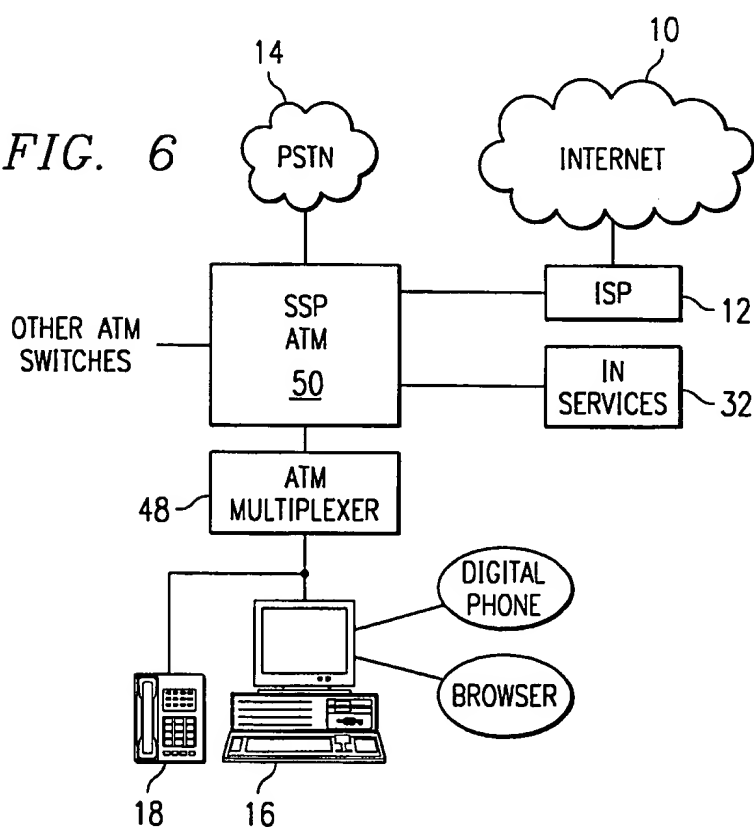 FIG. 6
14
PSTN
10
INTERNET
SSP
ATM
50
ISP
12
OTHER ATM
SWITCHES
IN
SERVICES
32
ATM
MULTIPLEXER
48
DIGITAL
PHONE
BROWSER
18
16